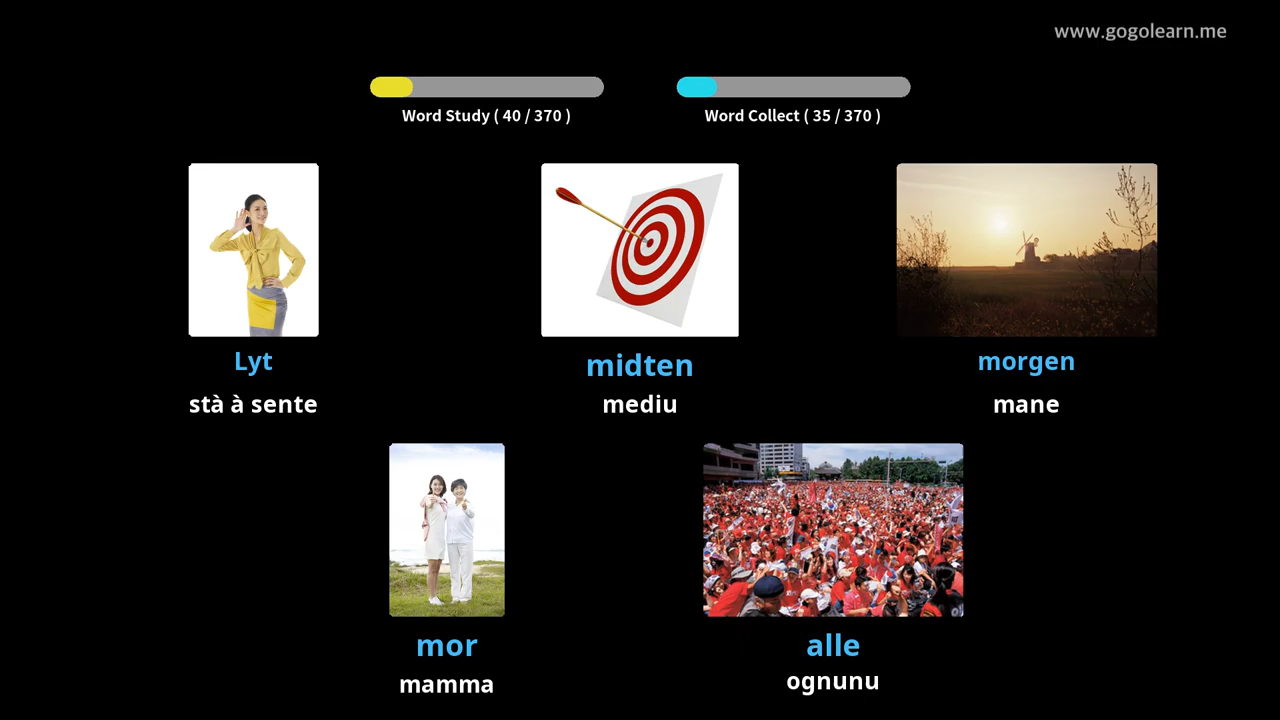 www.gogolearn.me
Word Study ( 40 / 370 )
Word Collect ( 35 / 370 )
Lyt
midten
morgen
stà à sente
mediu
mane
mor
alle
mamma
ognunu